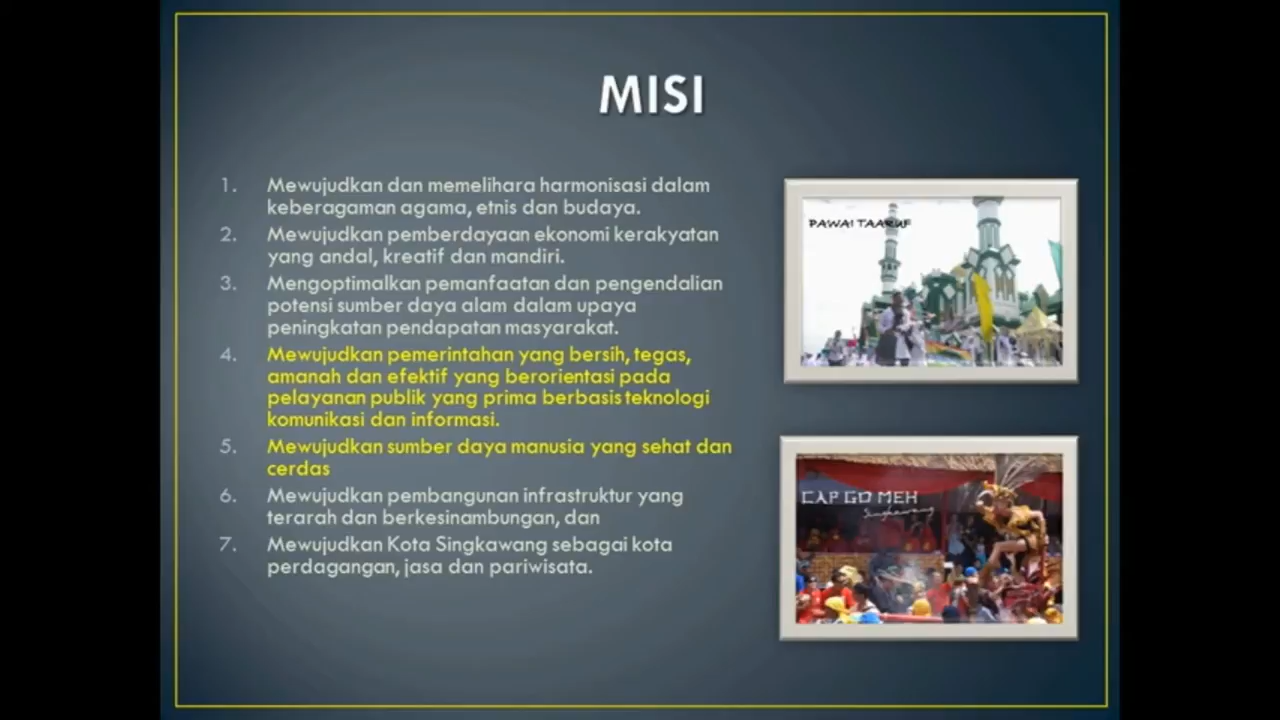 MISI
1. Mewujudkan dan memelihara harmonisasi dalam
keberagaman agama, etnis dan budaya.
2. Mewujudkan pemberdayaan ekonomi kerakyatan
yang andal, kreatif dan mandiri.
3. Mengoptimalkan pemanfaatan dan pengendalian
potensi sumber daya alam dalam upaya
peningkatan pendapatan masyarakat.
4. Mewujudkan pemerintahan yang bersih, tegas,
amanah dan efektif yang berorientasi pada
pelayanan publik yang prima berbasis teknologi
komunikasi dan informasi.
5. Mewujudkan sumber daya manusia yang sehat dan
cerdas
6. Mewujudkan pembangunan infrastruktur yang
terarah dan berkesinambungan, dan
7. Mewujudkan Kota Singkawang sebagai kota
perdagangan, jasa dan pariwisata.
PAWAI TAARUF
CAP GO MEH
Singkawang